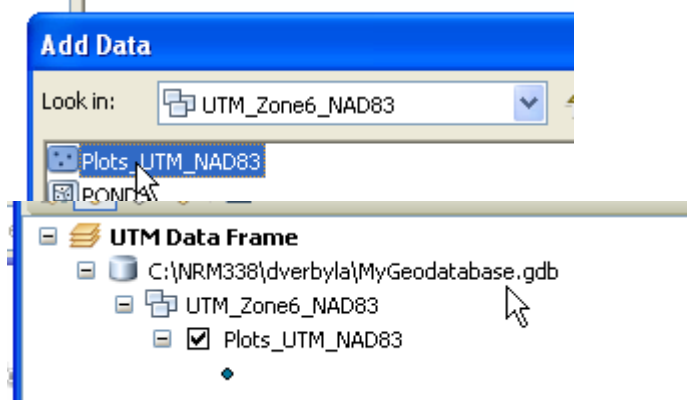 Add Data
Look in: UTM_Zone6_NAD83
Plots_UTM_NAD83
UTM Data Frame
C:\NRM338\dverbyla\MyGeodatabase.gdb
UTM_Zone6_NAD83
Plots_UTM_NAD83